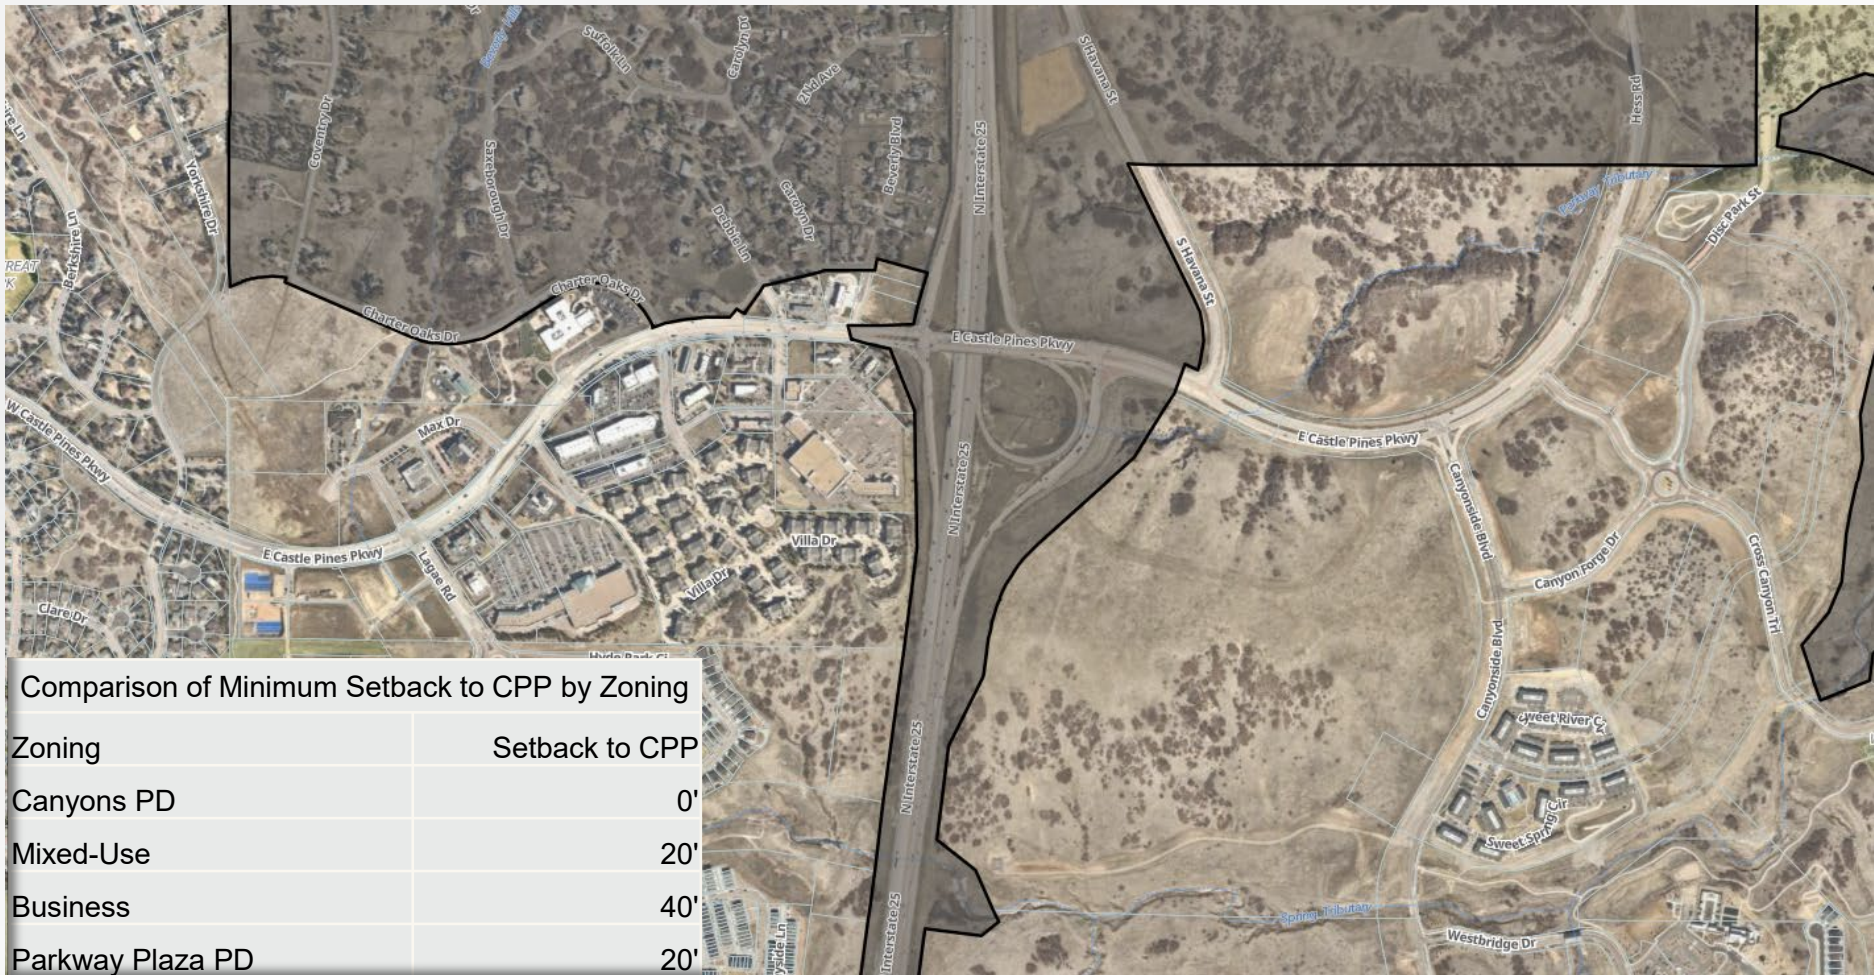 Suffolk Ln
Carolyn Dr
2Nd Ave
S Havana St
Hess Rd
Coventry Dr
Yorkshire Dr
Saxeborough Dr
Beverly Blvd
N Interstate 25
Carolyn Dr
Debbie Ln
Parkway Tributary
Disc Park St
Berkshire Ln
S Havana St
Charter Oaks Dr
Charter Oaks Dr
E Castle Pines Pkwy
W Castle Pines Pkwy
Max Dr
E Castle Pines Pkwy
N Interstate 25
Canyonside Blvd
Villa Dr
E Castle Pines Pkwy
Lagae Rd
Villa Dr
Canyon Forge Dr
Cross Canyon Trl
Clare Dr
Canyonside Blvd
Comparison of Minimum Setback to CPP by Zoning
Zoning Setback to CPP
Canyons PD 0'
Mixed-Use 20'
Business 40'
Parkway Plaza PD 20'
N Interstate 25
Sweet Spring Cir
Interstate 25
Spring Tributary
Westbridge Dr